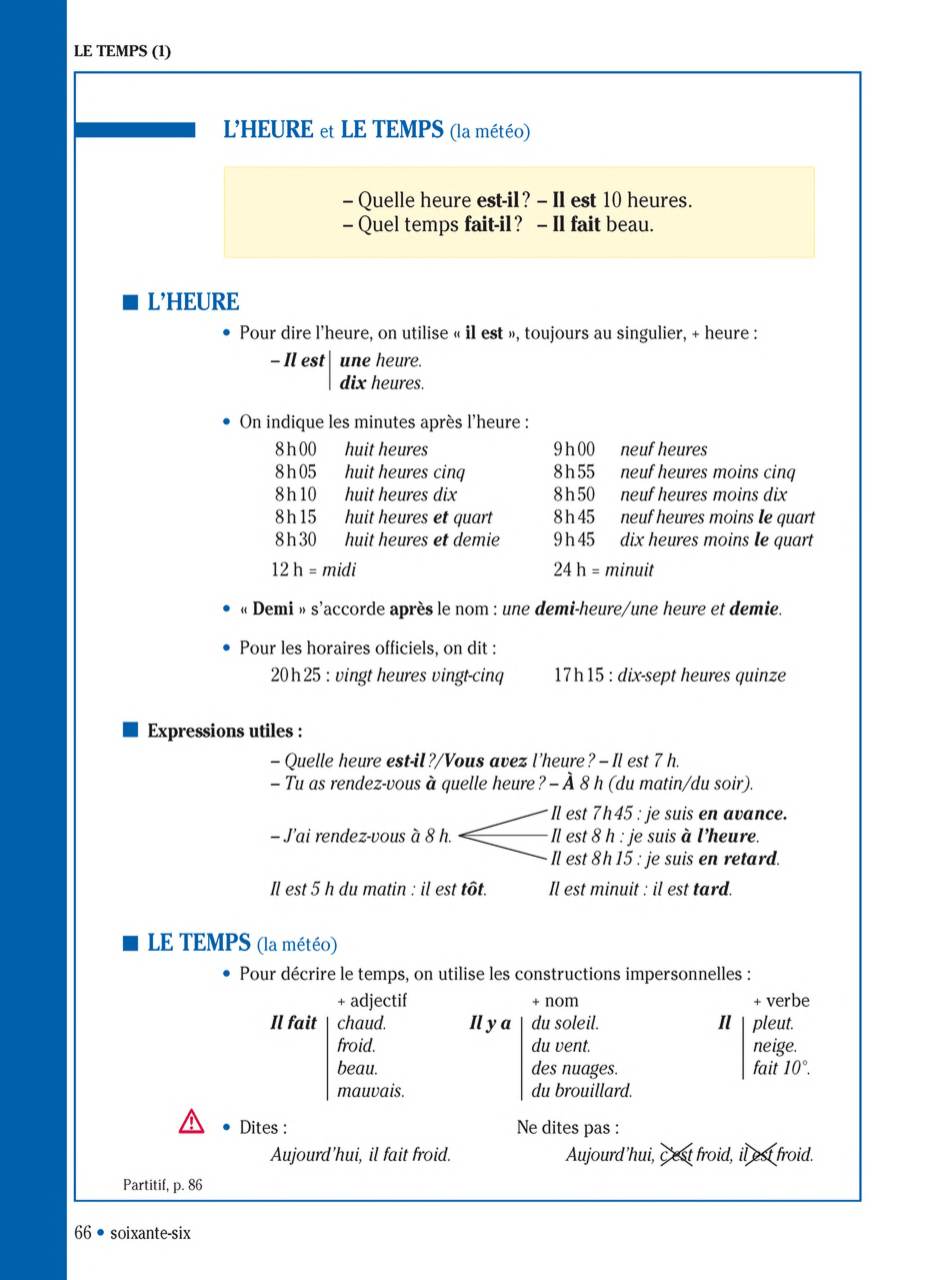 LE TEMPS (1)
L'HEURE et LE TEMPS (la météo)
– Quelle heure est-il ? – Il est 10 heures.
– Quel temps fait-il ? – Il fait beau.
L'HEURE
• Pour dire l'heure, on utilise « il est », toujours au singulier, + heure :
– Il est une heure.
dix heures.
• On indique les minutes après l'heure :
8 h 00 huit heures 9 h 00 neuf heures
8 h 05 huit heures cinq 8 h 55 neuf heures moins cinq
8 h 10 huit heures dix 8 h 50 neuf heures moins dix
8 h 15 huit heures et quart 8 h 45 neuf heures moins le quart
8 h 30 huit heures et demie 9 h 45 dix heures moins le quart
12 h = midi 24 h = minuit
• « Demi » s'accorde après le nom : une demi-heure/une heure et demie.
• Pour les horaires officiels, on dit :
20 h 25 : vingt heures vingt-cinq 17 h 15 : dix-sept heures quinze
Expressions utiles :
– Quelle heure est-il ?/Vous avez l'heure ? – Il est 7 h.
– Tu as rendez-vous à quelle heure ? – À 8 h (du matin/du soir).
Il est 7 h 45 : je suis en avance.
– J'ai rendez-vous à 8 h. Il est 8 h : je suis à l'heure.
Il est 8 h 15 : je suis en retard.
Il est 5 h du matin : il est tôt. Il est minuit : il est tard.
LE TEMPS (la météo)
• Pour décrire le temps, on utilise les constructions impersonnelles :
+ adjectif + nom + verbe
Il fait chaud. Il y a du soleil. Il pleut.
froid. du vent. neige.
beau. des nuages. fait 10°.
mauvais. du brouillard.
• Dites : Ne dites pas :
Aujourd'hui, il fait froid. Aujourd'hui, c'est froid, il est froid.
Partitif, p. 86
66 • soixante-six